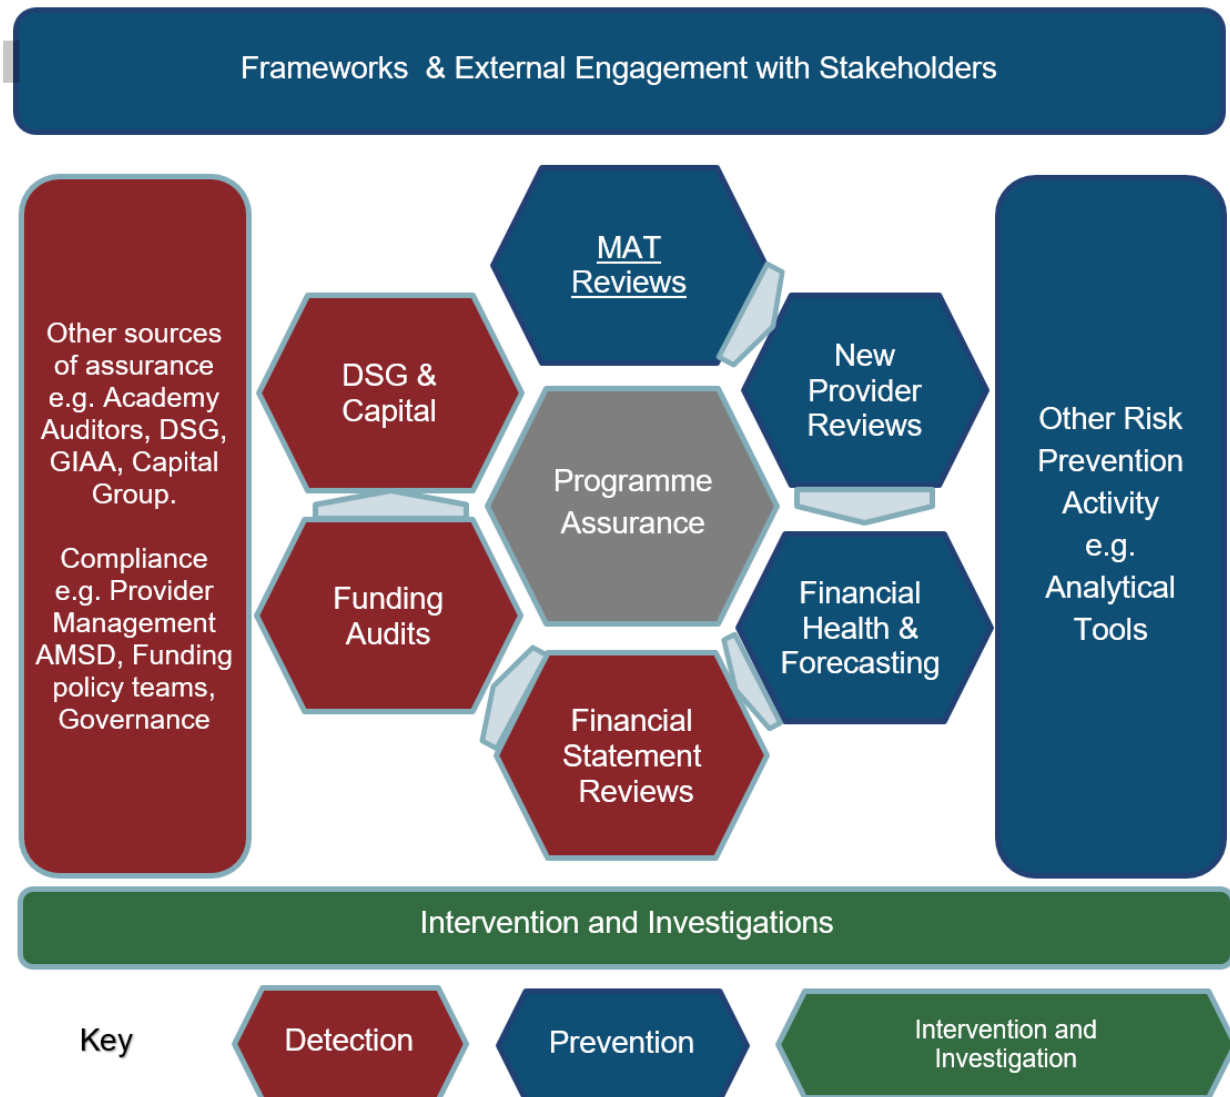 Frameworks & External Engagement with Stakeholders
MAT
Reviews
New
Provider
Reviews
Financial
Health &
Forecasting
Financial
Statement
Reviews
Funding
Audits
DSG &
Capital
Programme
Assurance
Other sources
of assurance
e.g. Academy
Auditors, DSG,
GIAA, Capital
Group.
Compliance
e.g. Provider
Management
AMSD, Funding
policy teams,
Governance
Other Risk
Prevention
Activity
e.g.
Analytical
Tools
Intervention and Investigations
Key
Detection
Prevention
Intervention and
Investigation